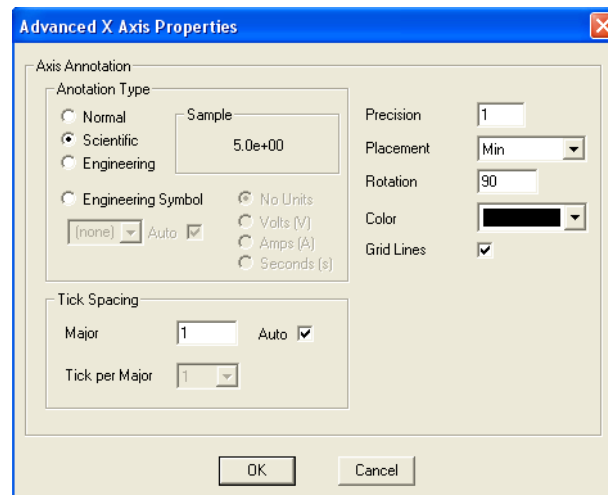 Advanced X Axis Properties
Axis Annotation
Anotation Type
Normal
Scientific
Engineering
Sample
5.0e+00
Engineering Symbol
(none)
Auto
No Units
Volts (V)
Amps (A)
Seconds (s)
Precision
1
Placement
Min
Rotation
90
Color
Grid Lines
Tick Spacing
Major
1
Auto
Tick per Major
1
OK
Cancel